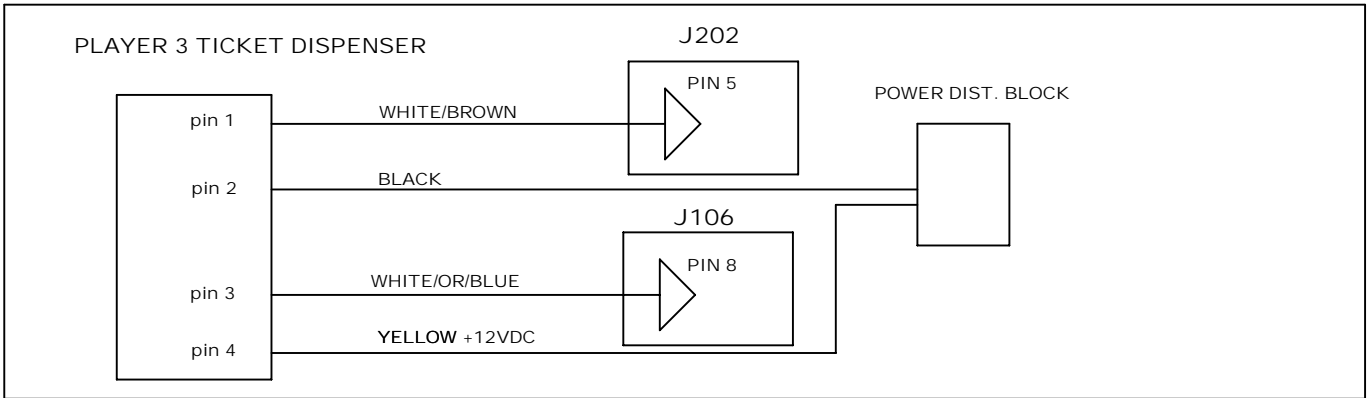 PLAYER 3 TICKET DISPENSER
J202
PIN 5
POWER DIST. BLOCK
pin 1
WHITE/BROWN
pin 2
BLACK
J106
PIN 8
pin 3
WHITE/OR/BLUE
pin 4
YELLOW +12VDC